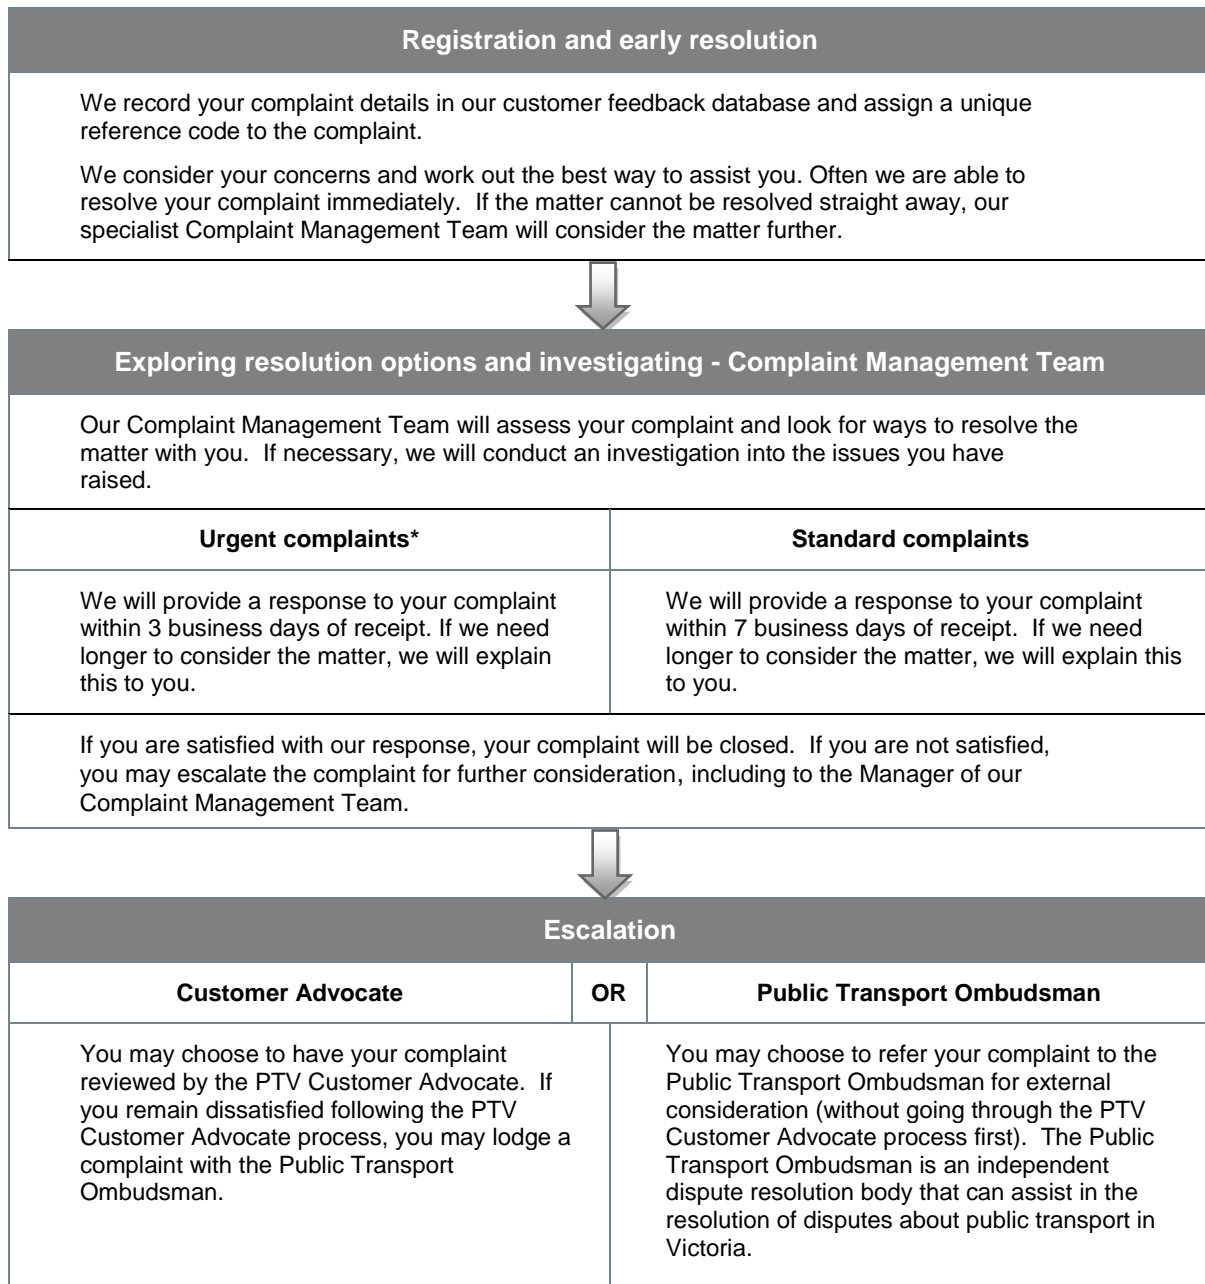 Registration and early resolution
We record your complaint details in our customer feedback database and assign a unique
reference code to the complaint.
We consider your concerns and work out the best way to assist you. Often we are able to
resolve your complaint immediately.  If the matter cannot be resolved straight away, our
specialist Complaint Management Team will consider the matter further.
Exploring resolution options and investigating - Complaint Management Team
Our Complaint Management Team will assess your complaint and look for ways to resolve the
matter with you.  If necessary, we will conduct an investigation into the issues you have
raised.
Urgent complaints*
We will provide a response to your complaint
within 3 business days of receipt. If we need
longer to consider the matter, we will explain
this to you.
Standard complaints
We will provide a response to your complaint
within 7 business days of receipt.  If we need
longer to consider the matter, we will explain this
to you.
If you are satisfied with our response, your complaint will be closed.  If you are not satisfied,
you may escalate the complaint for further consideration, including to the Manager of our
Complaint Management Team.
Escalation
Customer Advocate
OR
Public Transport Ombudsman
You may choose to have your complaint
reviewed by the PTV Customer Advocate.  If
you remain dissatisfied following the PTV
Customer Advocate process, you may lodge a
complaint with the Public Transport
Ombudsman.
You may choose to refer your complaint to the
Public Transport Ombudsman for external
consideration (without going through the PTV
Customer Advocate process first).  The Public
Transport Ombudsman is an independent
dispute resolution body that can assist in the
resolution of disputes about public transport in
Victoria.